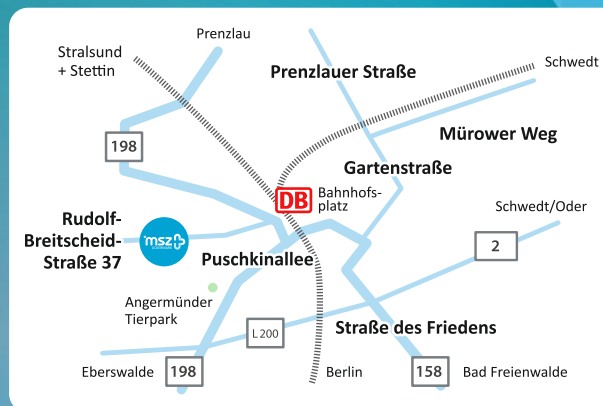 Prenzlau
Stralsund
+ Stettin
Prenzlauer Straße
Schwedt
Mürower Weg
198
Gartenstraße
DB
Bahnhofs-
platz
Schwedt/Oder
Rudolf-
Breitscheid-
Straße 37
msz
2
Puschkinallee
Angermünder
Tierpark
L 200
Straße des Friedens
Eberswalde
198
Berlin
158
Bad Freienwalde